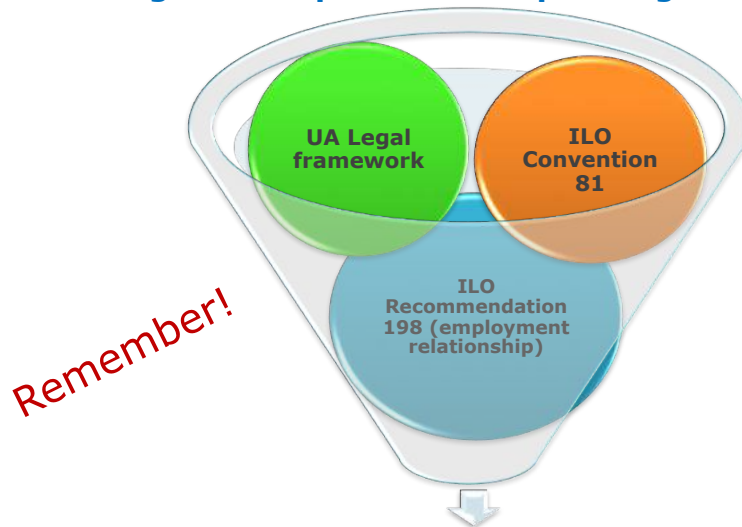 UA Legal
framework
ILO
Convention
81
ILO
Recommendation
198 (employment
relationship)
Remember!